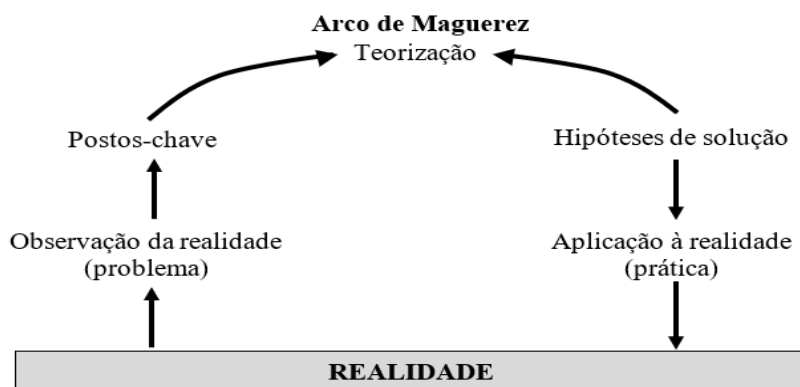 Arco de Maguerez
Teorização
Postos-chave
Hipóteses de solução
Observação da realidade
(problema)
Aplicação à realidade
(prática)
REALIDADE